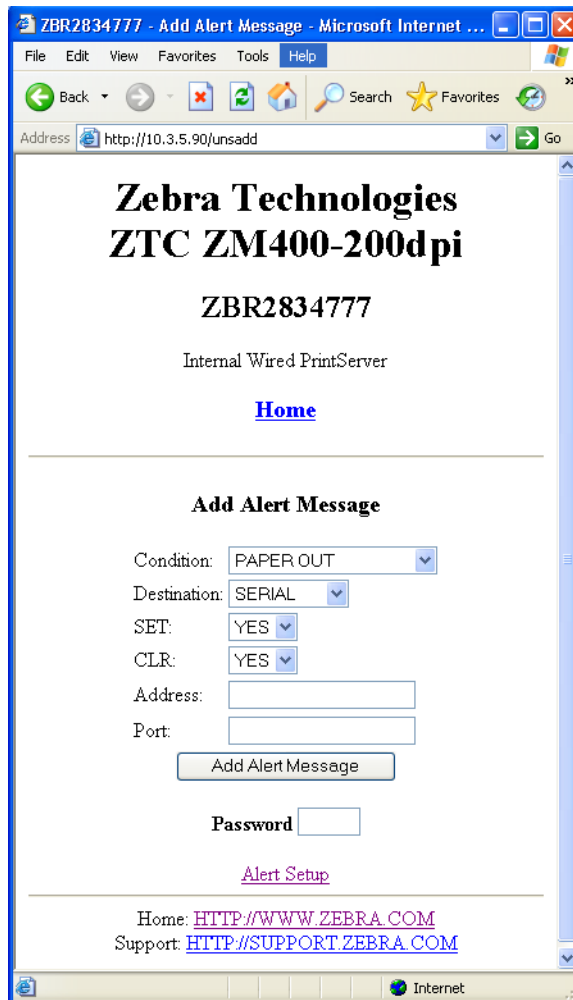 ZBR2834777 - Add Alert Message - Microsoft Internet ...
File Edit View Favorites Tools Help
Back Search Favorites »
Address http://10.3.5.90/unsadd Go
Zebra Technologies
ZTC ZM400-200dpi
ZBR2834777
Internal Wired PrintServer
Home
Add Alert Message
Condition: PAPER OUT
Destination: SERIAL
SET: YES
CLR: YES
Address:
Port:
Add Alert Message
Password
Alert Setup
Home: HTTP://WWW.ZEBRA.COM
Support: HTTP://SUPPORT.ZEBRA.COM
Internet